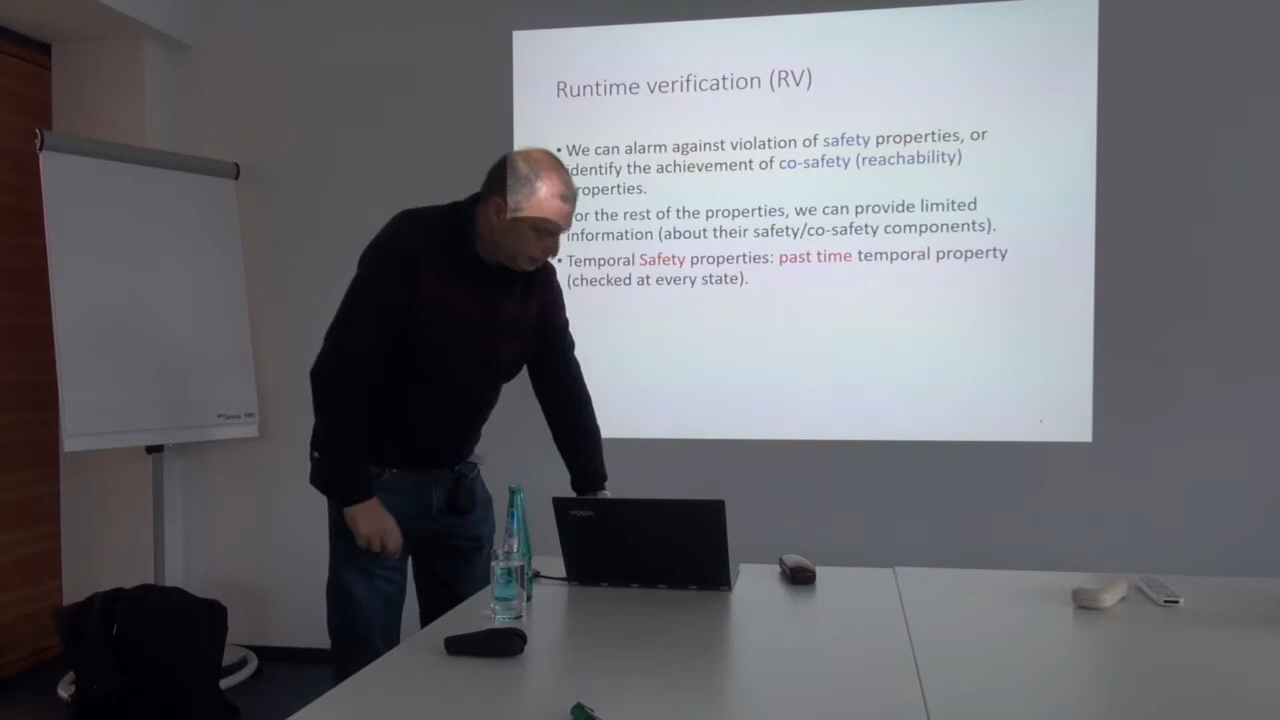 Runtime verification (RV)
• We can alarm against violation of safety properties, or
identify the achievement of co-safety (reachability)
roperties.
or the rest of the properties, we can provide limited
information (about their safety/co-safety components).
• Temporal Safety properties: past time temporal property
(checked at every state).
YOGA